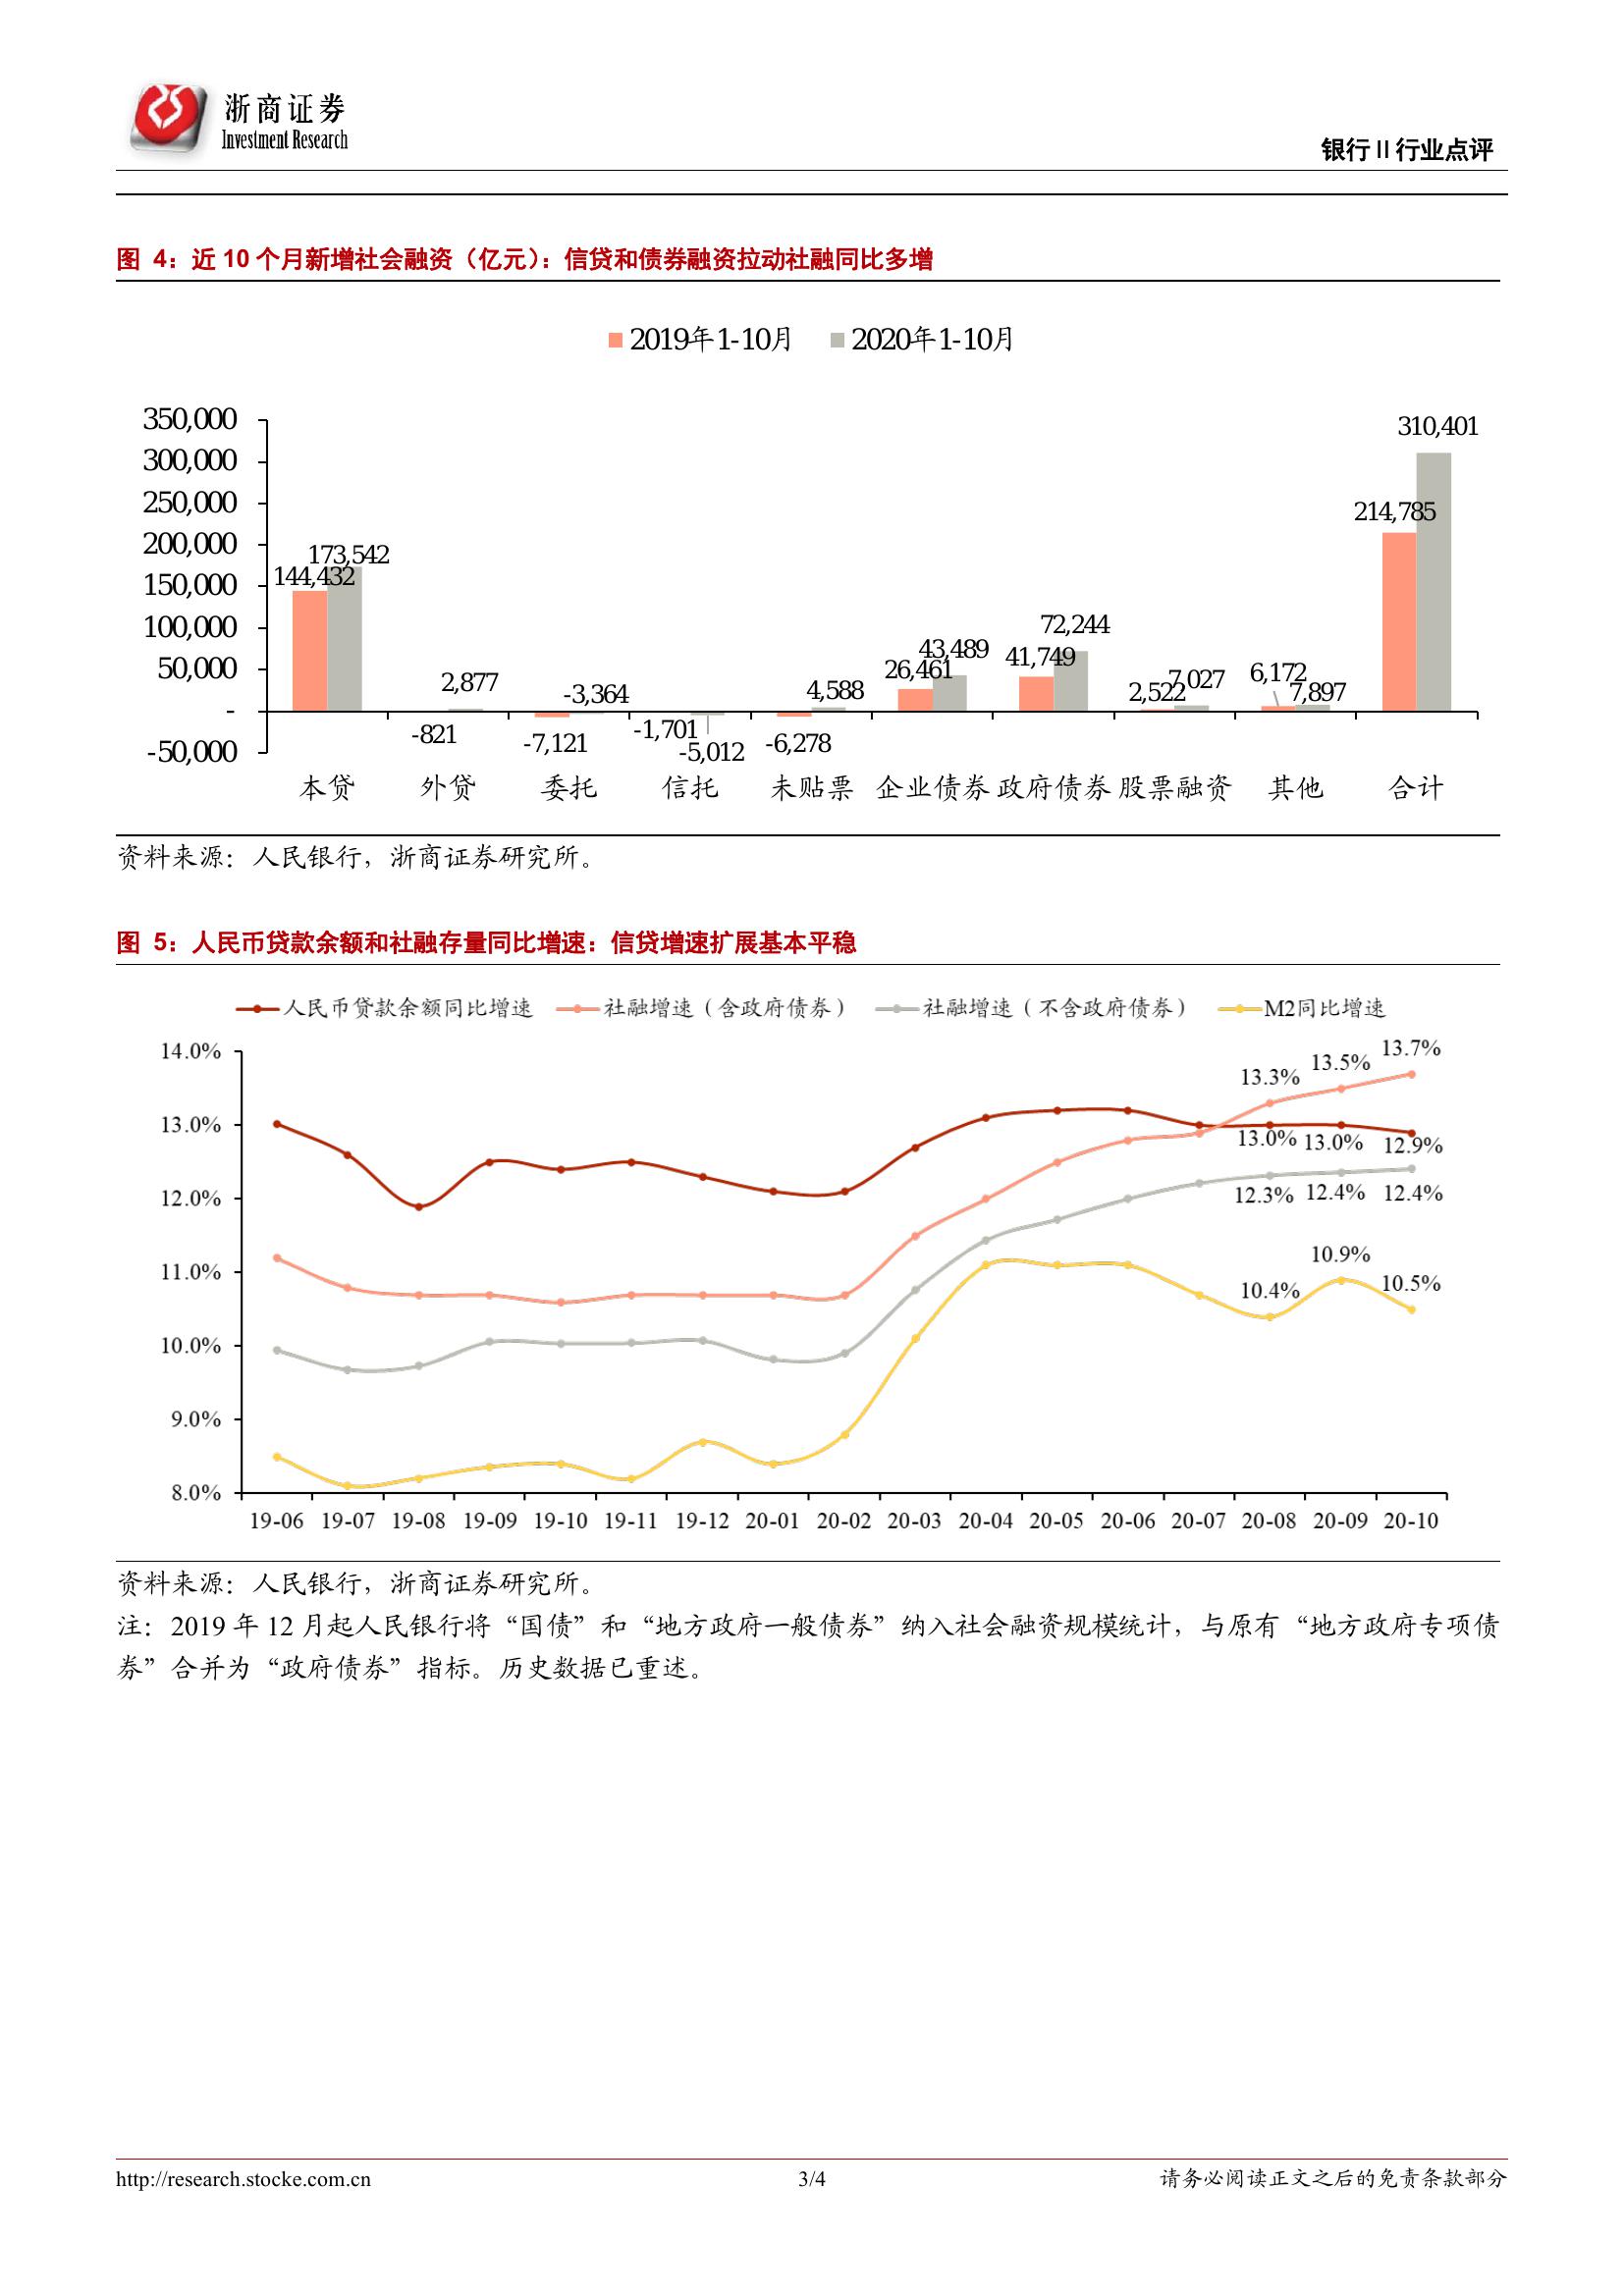 浙商证券
Investment Research
银行 II 行业点评
图 4：近 10 个月新增社会融资（亿元）：信贷和债券融资拉动社融同比多增
2019年1-10月 2020年1-10月
350,000
300,000
250,000
200,000
150,000
100,000
50,000
-
-50,000
144,432 173,542
-821 2,877
-7,121 -3,364
-1,701 -5,012
-6,278 4,588
26,461 43,489
41,749 72,244
2,522 7,027
6,172 7,897
214,785 310,401
本贷 外贷 委托 信托 未贴票 企业债券 政府债券 股票融资 其他 合计
资料来源：人民银行，浙商证券研究所。
图 5：人民币贷款余额和社融存量同比增速：信贷增速扩展基本平稳
人民币贷款余额同比增速 社融增速（含政府债券） 社融增速（不含政府债券） M2同比增速
14.0%
13.0%
12.0%
11.0%
10.0%
9.0%
8.0%
13.3% 13.5% 13.7%
13.0% 13.0% 12.9%
12.3% 12.4% 12.4%
10.4% 10.9% 10.5%
19-06 19-07 19-08 19-09 19-10 19-11 19-12 20-01 20-02 20-03 20-04 20-05 20-06 20-07 20-08 20-09 20-10
资料来源：人民银行，浙商证券研究所。
注：2019 年 12 月起人民银行将“国债”和“地方政府一般债券”纳入社会融资规模统计，与原有“地方政府专项债
券”合并为“政府债券”指标。历史数据已重述。
http://research.stocke.com.cn 3/4 请务必阅读正文之后的免责条款部分